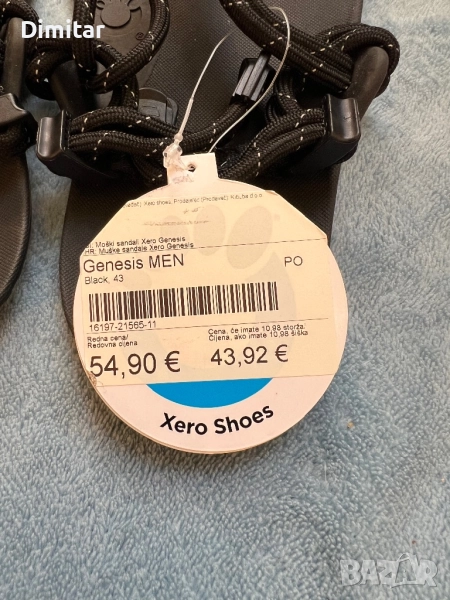 Dimitar
Xero shoes, Prodajalec (Prodavač): Kibuba d.o.o
SI: Moški sandali Xero Genesis
HR: Muške sandale Xero Genesis
Genesis MEN
PO
Black, 43
16197-21565-11
Redna cena/
Redovna cijena
Cena, če imate 10,98 storža.
Cijena, ako imate 10,98 šiška
54,90 €
43,92 €
Xero Shoes
BAZAR